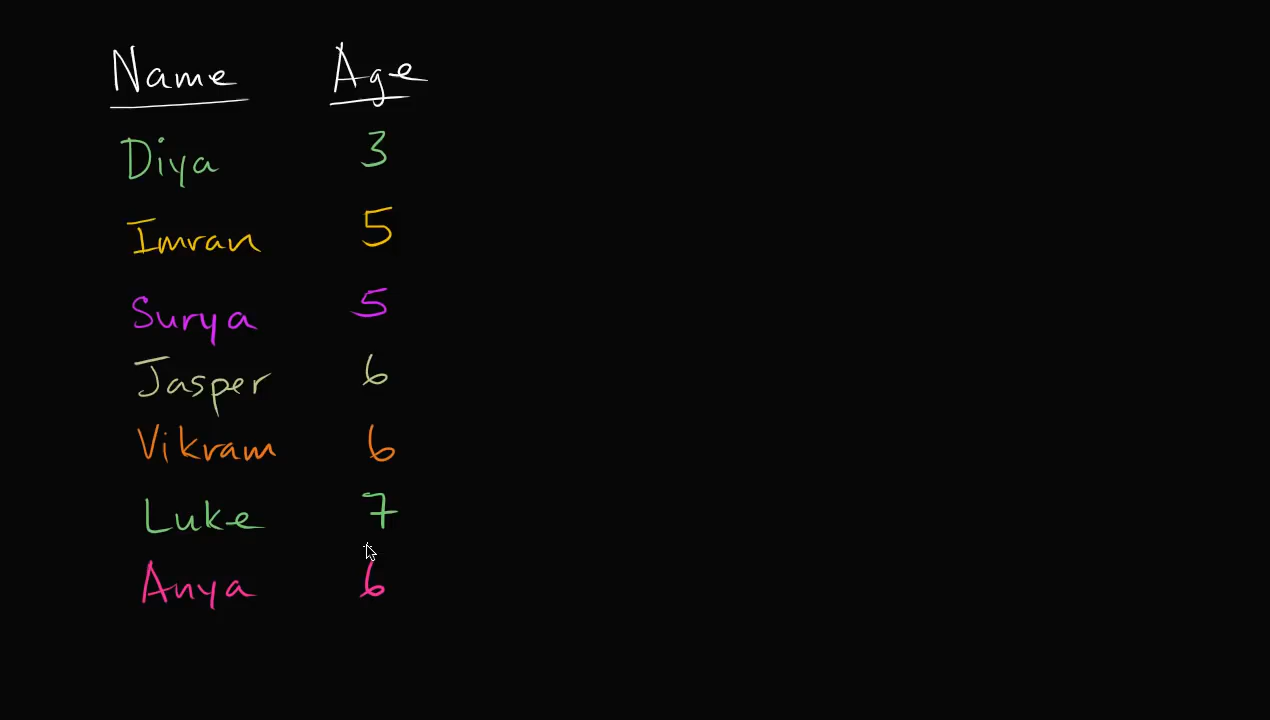 Name Age
Diya 3
Imran 5
Surya 5
Jasper 6
Vikram 6
Luke 7
Anya 6